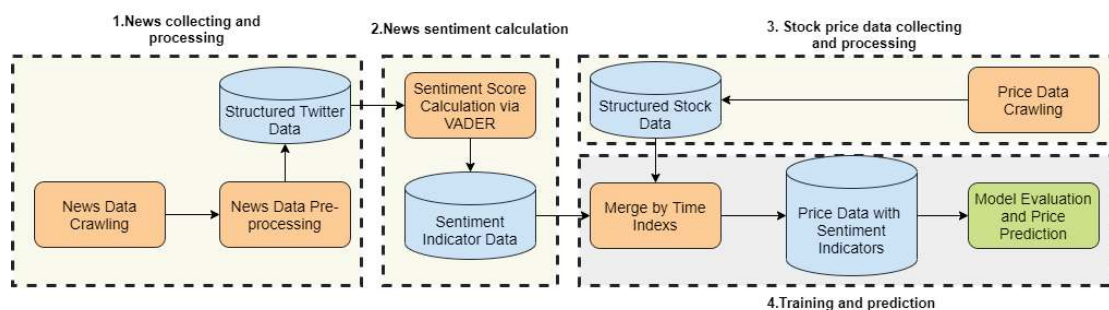 1.News collecting and
processing
2.News sentiment calculation
3. Stock price data collecting
and processing
Structured Twitter
Data
Sentiment Score
Calculation via
VADER
Structured Stock
Data
Price Data
Crawling
News Data
Crawling
News Data Pre-
processing
Sentiment
Indicator Data
Merge by Time
Indexs
Price Data with
Sentiment
Indicators
Model Evaluation
and Price
Prediction
4.Training and prediction